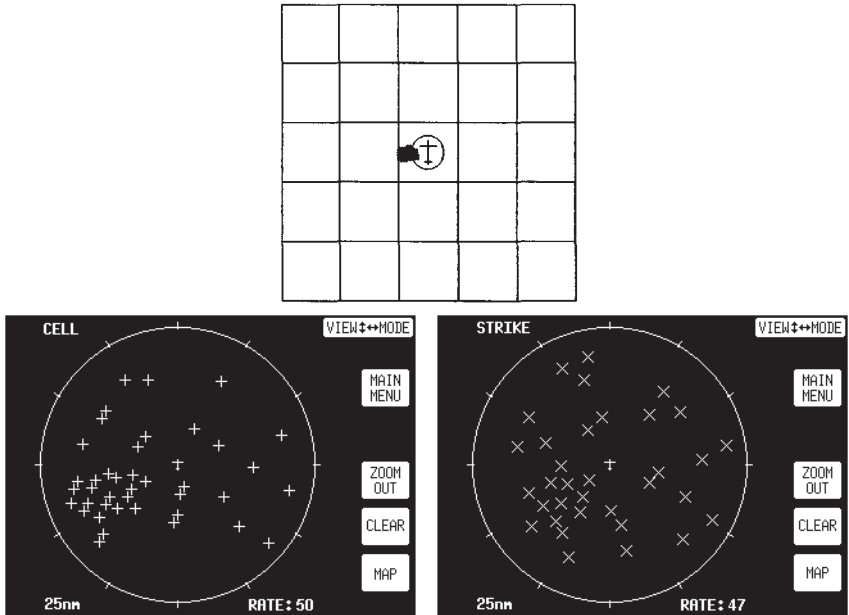 CELL
VIEW↕↔MODE
MAIN
MENU
ZOOM
OUT
CLEAR
MAP
25nm
RATE:50
STRIKE
VIEW↕↔MODE
MAIN
MENU
ZOOM
OUT
CLEAR
MAP
25nm
RATE:47